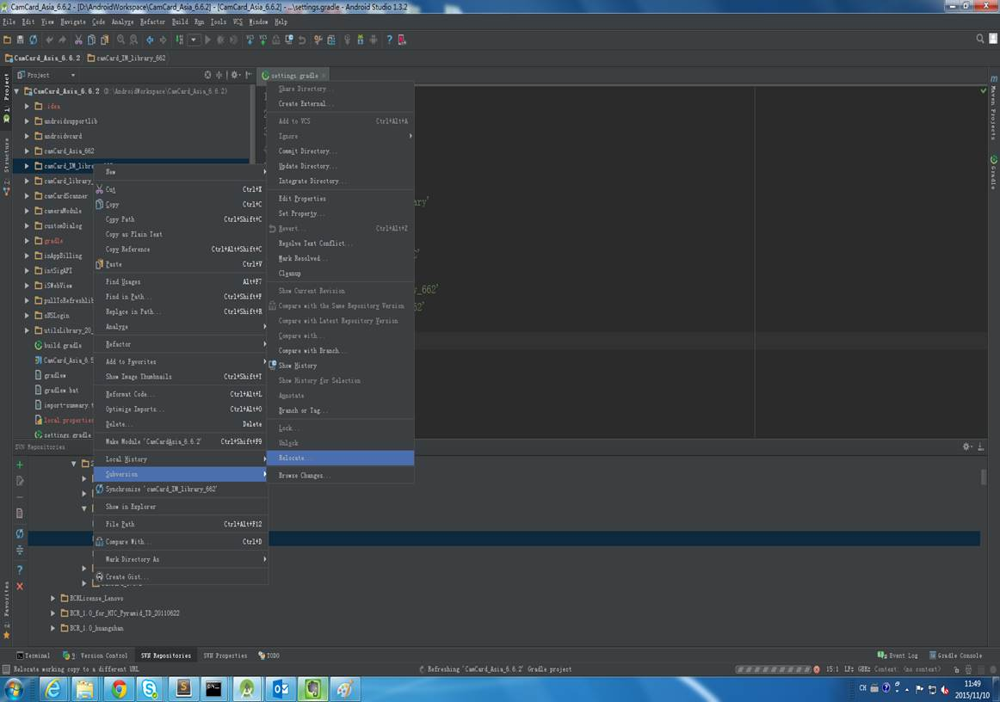 CamCard_Asia_6.6.2 - [D:\AndroidWorkspace\CamCard_Asia_6.6.2] - [CamCard_Asia_6.6.2] - ...\settings.gradle - Android Studio 1.3.2
File Edit View Navigate Code Analyze Refactor Build Run Tools VCS Window Help
CamCard_Asia_6.6.2 camCard_IM_library_662
Project
settings.gradle
CamCard_Asia_6.6.2 (D:\AndroidWorkspace\CamCard_Asia_6.6.2)
.idea
androidsupportlib
androidvcard
camCard_Asia_662
camCard_IM_library_662
camCard_library_
camCardScanner
cameraModule
customDialog
gradle
inAppBilling
intSigAPI
iSWebView
pullToRefreshlib
sNSLogin
utilsLibrary_20
build.gradle
CamCard_Asia_6.5
gradlew
gradlew.bat
import-summary.t
local.properties
settings.gradle
1: Project
Structure
Favorites
Maven Projects
Gradle
New
Cut Ctrl+X
Copy Ctrl+C
Copy Path Ctrl+Shift+C
Copy as Plain Text
Copy Reference Ctrl+Alt+Shift+C
Paste Ctrl+V
Find Usages Alt+F7
Find in Path... Ctrl+Shift+F
Replace in Path... Ctrl+Shift+R
Analyze
Refactor
Add to Favorites
Show Image Thumbnails Ctrl+Shift+T
Reformat Code... Ctrl+Alt+L
Optimize Imports... Ctrl+Alt+O
Delete... Delete
Make Module 'CamCardAsia_6.6.2' Ctrl+Shift+F9
Local History
Subversion
Synchronize 'camCard_IM_library_662'
Show in Explorer
File Path Ctrl+Alt+F12
Compare With... Ctrl+D
Mark Directory As
Create Gist...
Share Directory...
Create External...
Add to VCS Ctrl+Alt+A
Ignore
Commit Directory...
Update Directory...
Integrate Directory...
Edit Properties
Set Property...
Revert... Ctrl+Alt+Z
Resolve Text Conflict...
Mark Resolved...
Cleanup
Show Current Revision
Compare with the Same Repository Version
Compare with Latest Repository Version
Compare with...
Compare with Branch...
Show History
Show History for Selection
Annotate
Branch or Tag...
Lock...
Unlock
Relocate...
Browse Changes...
rary'
y_662'
62'
SVN Repositories
BCRLicense_Lenovo
BCR_1.0_for_HTC_Pyramid_TD_20110622
BCR_1.0_huangshan
Terminal 9: Version Control SVN Repositories SVN Properties TODO Event Log Gradle Console
Relocate working copy to a different URL Refreshing 'CamCard_Asia_6.6.2' Gradle project 15:1 LF: GBK: Context: <no context>
CH 11:49
2015/11/10